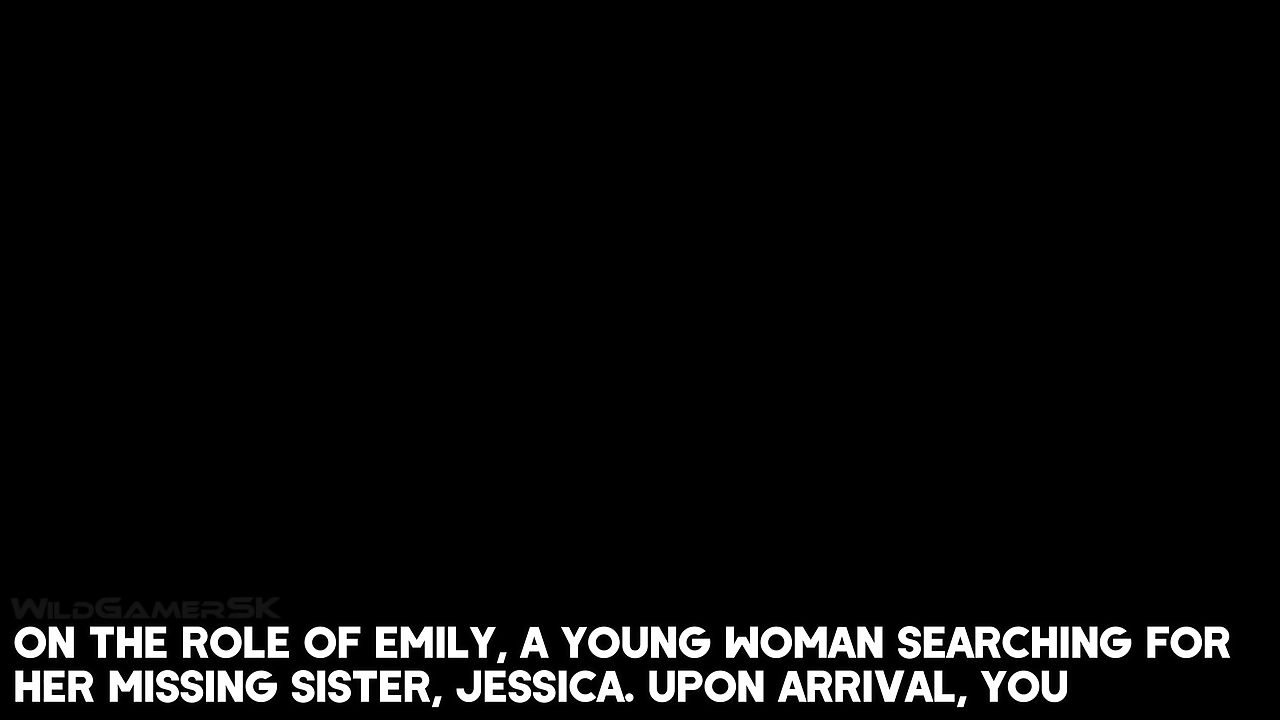 WildGamerSK
ON THE ROLE OF EMILY, A YOUNG WOMAN SEARCHING FOR
HER MISSING SISTER, JESSICA. UPON ARRIVAL, YOU